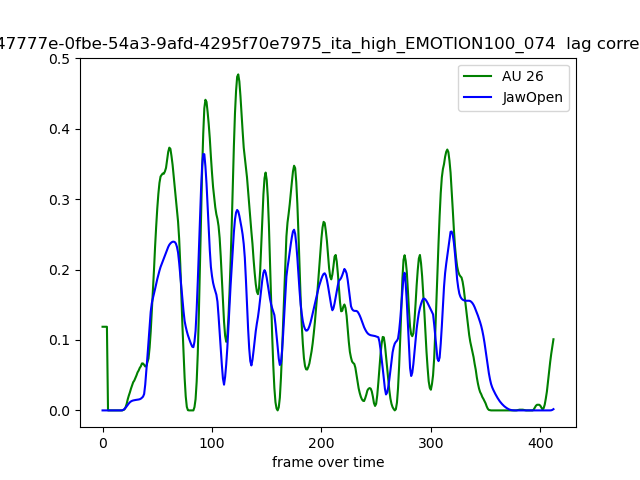 47777e-0fbe-54a3-9afd-4295f70e7975_ita_high_EMOTION100_074 lag corre
0.5
AU 26
JawOpen
0.4
0.3
0.2
0.1
0.0
0 100 200 300 400
frame over time